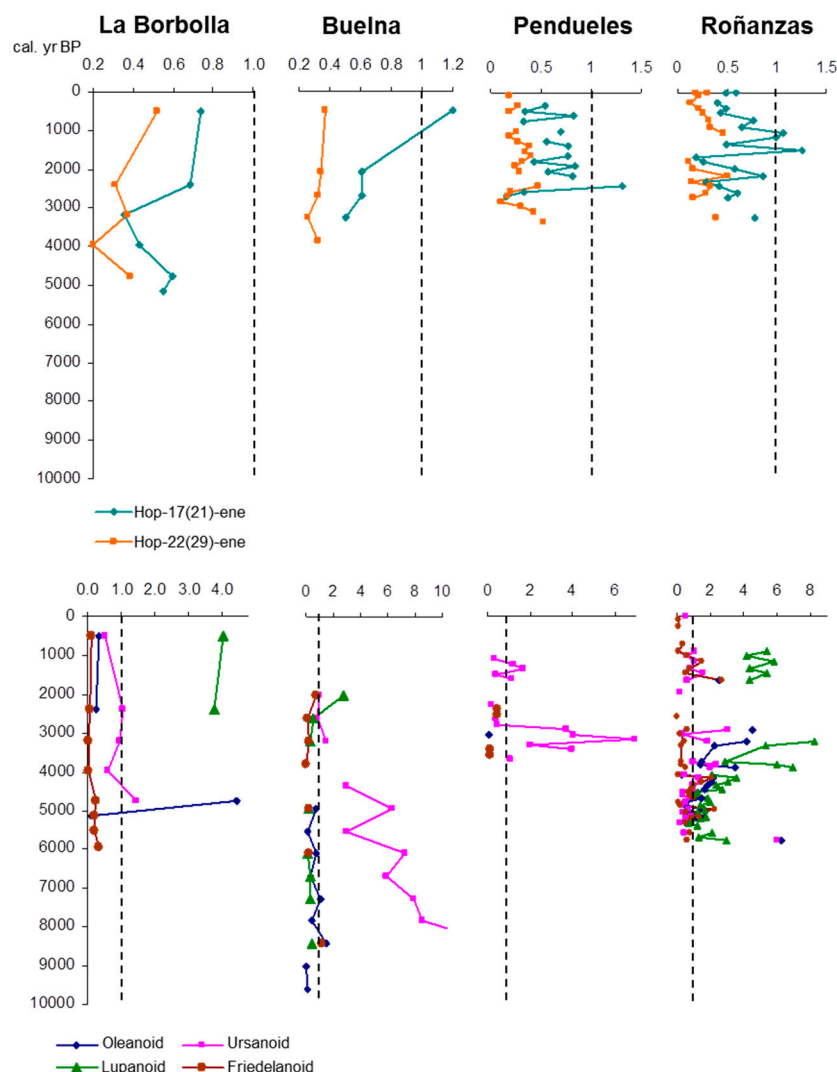 La Borbolla Buelna Pendueles Roñanzas
cal. yr BP
0.2 0.4 0.6 0.8 1.0 0.2 0.4 0.6 0.8 1.0 1.2 0 0.5 1 1.5 0 0.5 1 1.5
0
1000
2000
3000
4000
5000
6000
7000
8000
9000
10000
Hop-17(21)-ene
Hop-22(29)-ene
0.0 1.0 2.0 3.0 4.0 0 2 4 6 8 10 0 2 4 6 0 2 4 6 8
0
1000
2000
3000
4000
5000
6000
7000
8000
9000
10000
Oleanoid Ursanoid
Lupanoid Friedelanoid